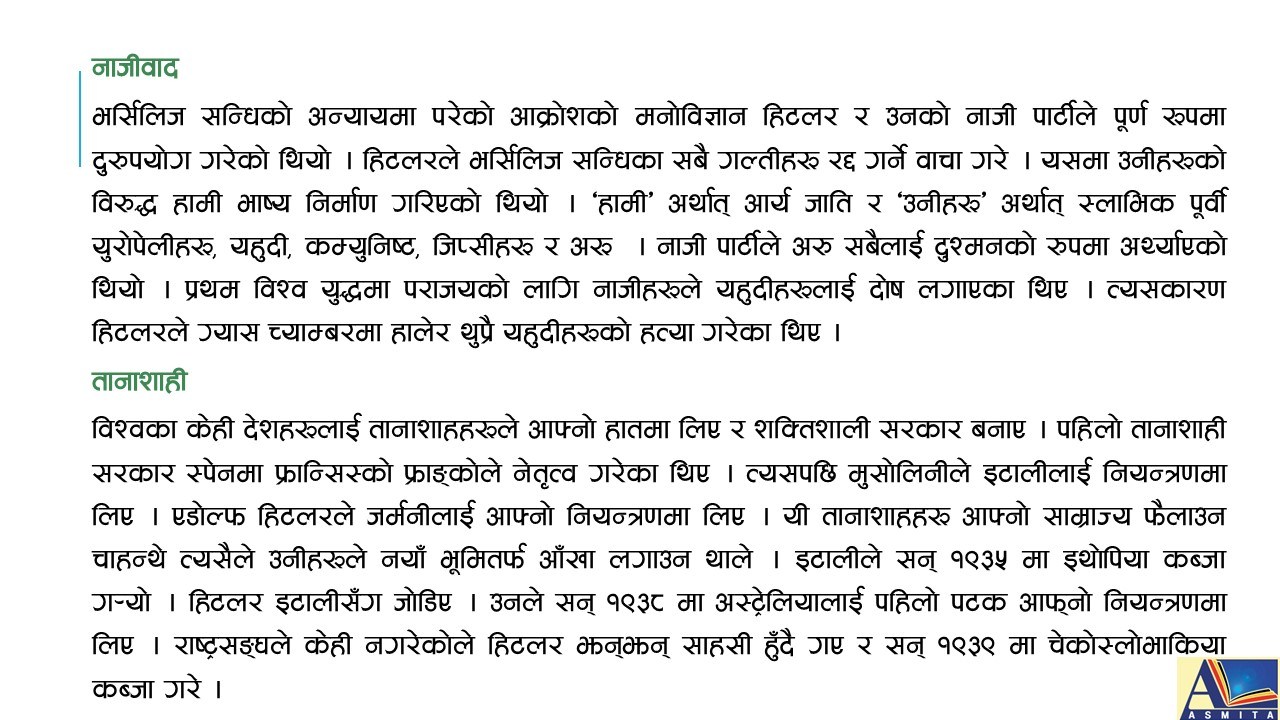 नाजीवाद
भर्सिलिज सन्धिको अन्यायमा परेको आक्रोशको मनोविज्ञान हिटलर र उनको नाजी पार्टीले पूर्ण रुपमा
दुरुपयोग गरेको थियो । हिटलरले भर्सिलिज सन्धिका सबै गल्तीहरू रद्द गर्ने वाचा गरे । यसमा उनीहरूको
विरुद्ध हामी भाष्य निर्माण गरिएको थियो । ‘हामी’ अर्थात् आर्य जाति र ‘उनीहरू’ अर्थात् स्लाभिक पूर्वी
युरोपेलीहरू, यहुदी, कम्युनिष्ट, जिप्सीहरू र अरु । नाजी पार्टीले अरु सबैलाई दुश्मनको रुपमा अर्थ्याएको
थियो । प्रथम विश्व युद्धमा पराजयको लागि नाजीहरूले यहुदीहरूलाई दोष लगाएका थिए । त्यसकारण
हिटलरले ग्यास च्याम्बरमा हालेर थुप्रै यहुदीहरूको हत्या गरेका थिए ।
तानाशाही
विश्वका केही देशहरूलाई तानाशाहहरूले आफ्नो हातमा लिए र शक्तिशाली सरकार बनाए । पहिलो तानाशाही
सरकार स्पेनमा फ्रान्सिस्को फ्राङ्कोले नेतृत्व गरेका थिए । त्यसपछि मुसोलिनीले इटालीलाई नियन्त्रणमा
लिए । एडोल्फ हिटलरले जर्मनीलाई आफ्नो नियन्त्रणमा लिए । यी तानाशाहहरू आफ्नो साम्राज्य फैलाउन
चाहन्थे त्यसैले उनीहरूले नयाँ भूमितर्फ आँखा लगाउन थाले । इटालीले सन् १९३५ मा इथोपिया कब्जा
गऱ्यो । हिटलर इटालीसँग जोडिए । उनले सन् १९३८ मा अस्ट्रेलियालाई पहिलो पटक आफ्‌नो नियन्त्रणमा
लिए । राष्ट्रसङ्घले केही नगरेकोले हिटलर झन्‌झन् साहसी हुँदै गए र सन् १९३९ मा चेकोस्लोभाकिया
कब्जा गरे ।
ASMITA